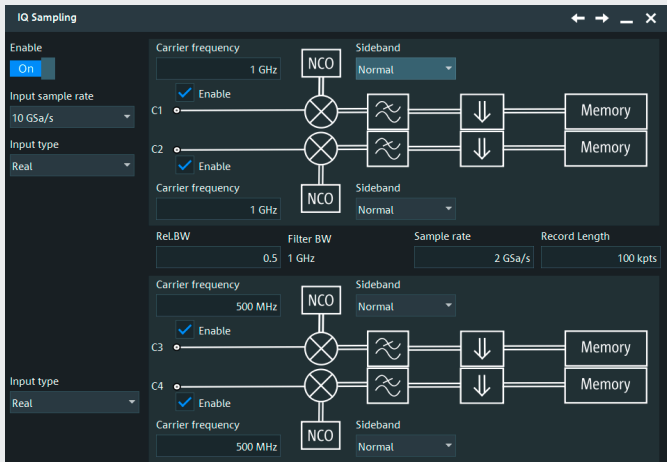 IQ Sampling
Enable
On
Input sample rate
10 GSa/s
Input type
Real
Carrier frequency
1 GHz
NCO
Sideband
Normal
Enable
C1
Memory
C2
Memory
Enable
Carrier frequency
1 GHz
NCO
Sideband
Normal
Rel.BW
0.5
Filter BW
1 GHz
Sample rate
2 GSa/s
Record Length
100 kpts
Carrier frequency
500 MHz
NCO
Sideband
Normal
Enable
C3
Memory
Input type
Real
C4
Memory
Enable
Carrier frequency
500 MHz
NCO
Sideband
Normal